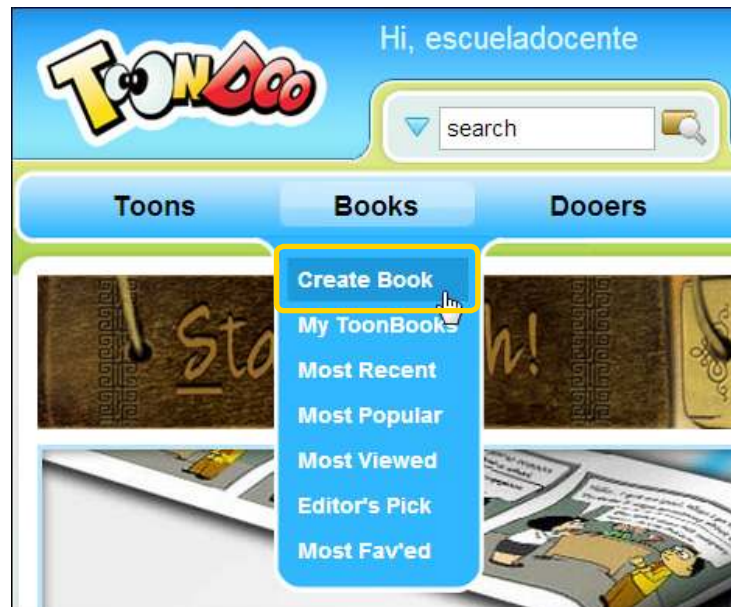 Hi, escueladocente
TOONDOO
search
Toons Books Dooers
Create Book
My ToonBooks
Most Recent
Most Popular
Most Viewed
Editor's Pick
Most Fav'ed